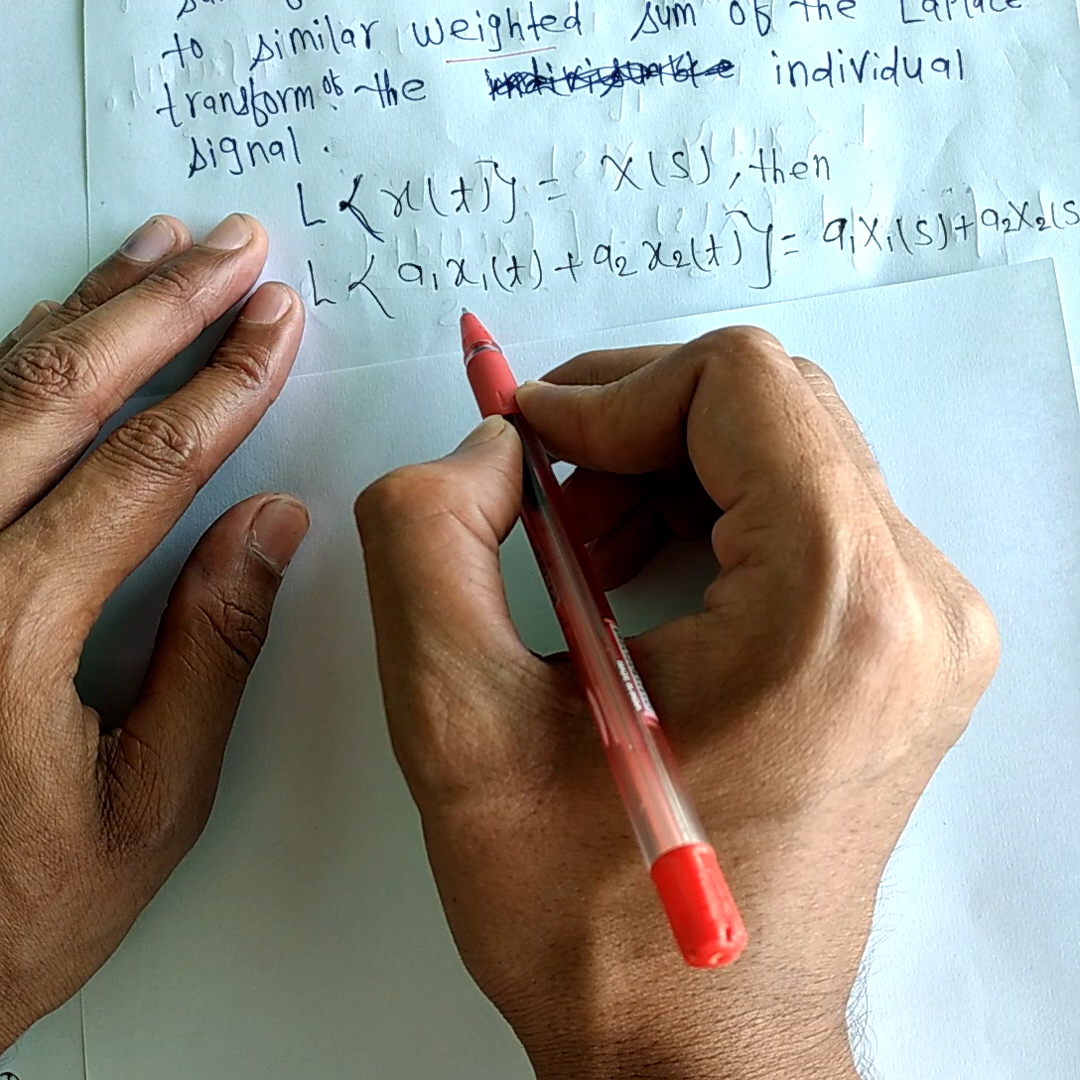 to similar weighted sum of the Laplace
transform of the individual
signal.
L{x(t)} = X(s), then
L{a₁x₁(t) + a₂x₂(t)} = a₁X₁(s) + a₂X₂(s